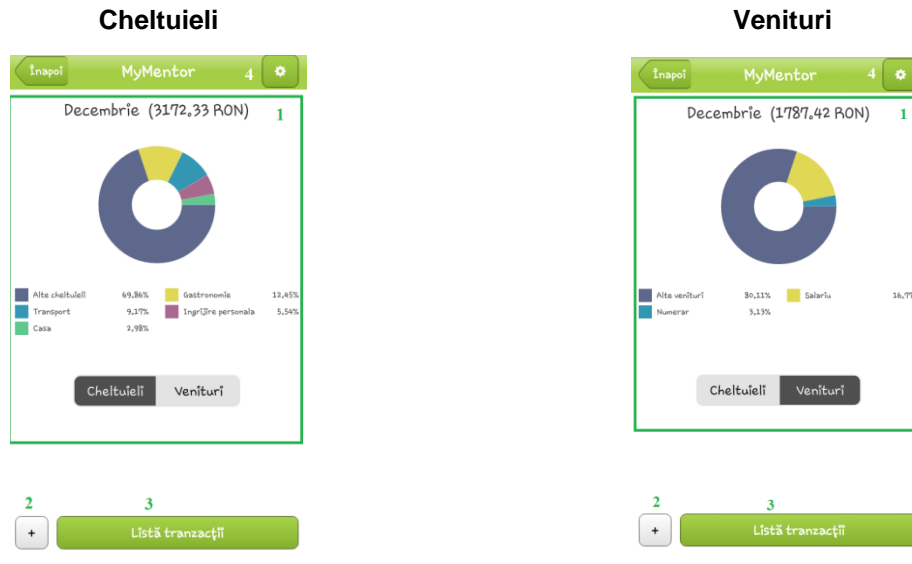 Cheltuieli
Înapoi MyMentor 4
Decembrie (3172,33 RON) 1
Alte cheltuieli 69,86% Gastronomie 12,45%
Transport 9,17% Ingrijire personala 5,54%
Casa 2,98%
Cheltuieli Venituri
2 3
+ Listă tranzacții
Venituri
Înapoi MyMentor 4
Decembrie (1787,42 RON) 1
Alte venituri 80,11% Salariu
Numerar 3,13%
Cheltuieli Venituri
2 3
+ Listă tranzacții